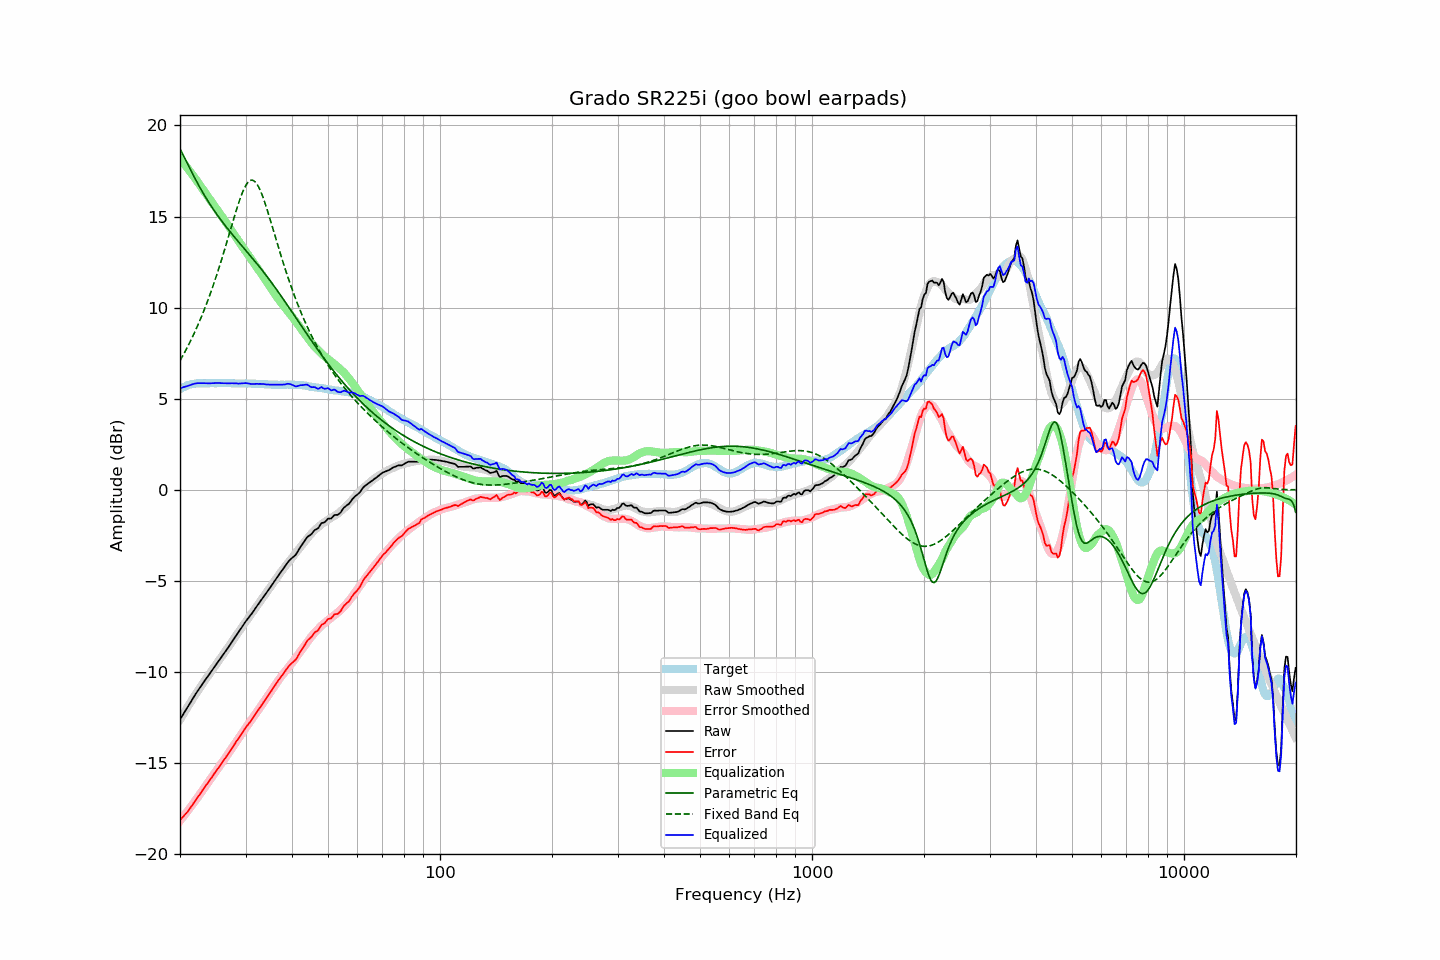 Grado SR225i (goo bowl earpads)
20
15
10
5
0
−5
−10
−15
−20
Amplitude (dBr)
Target
Raw Smoothed
Error Smoothed
Raw
Error
Equalization
Parametric Eq
Fixed Band Eq
Equalized
100
1000
10000
Frequency (Hz)